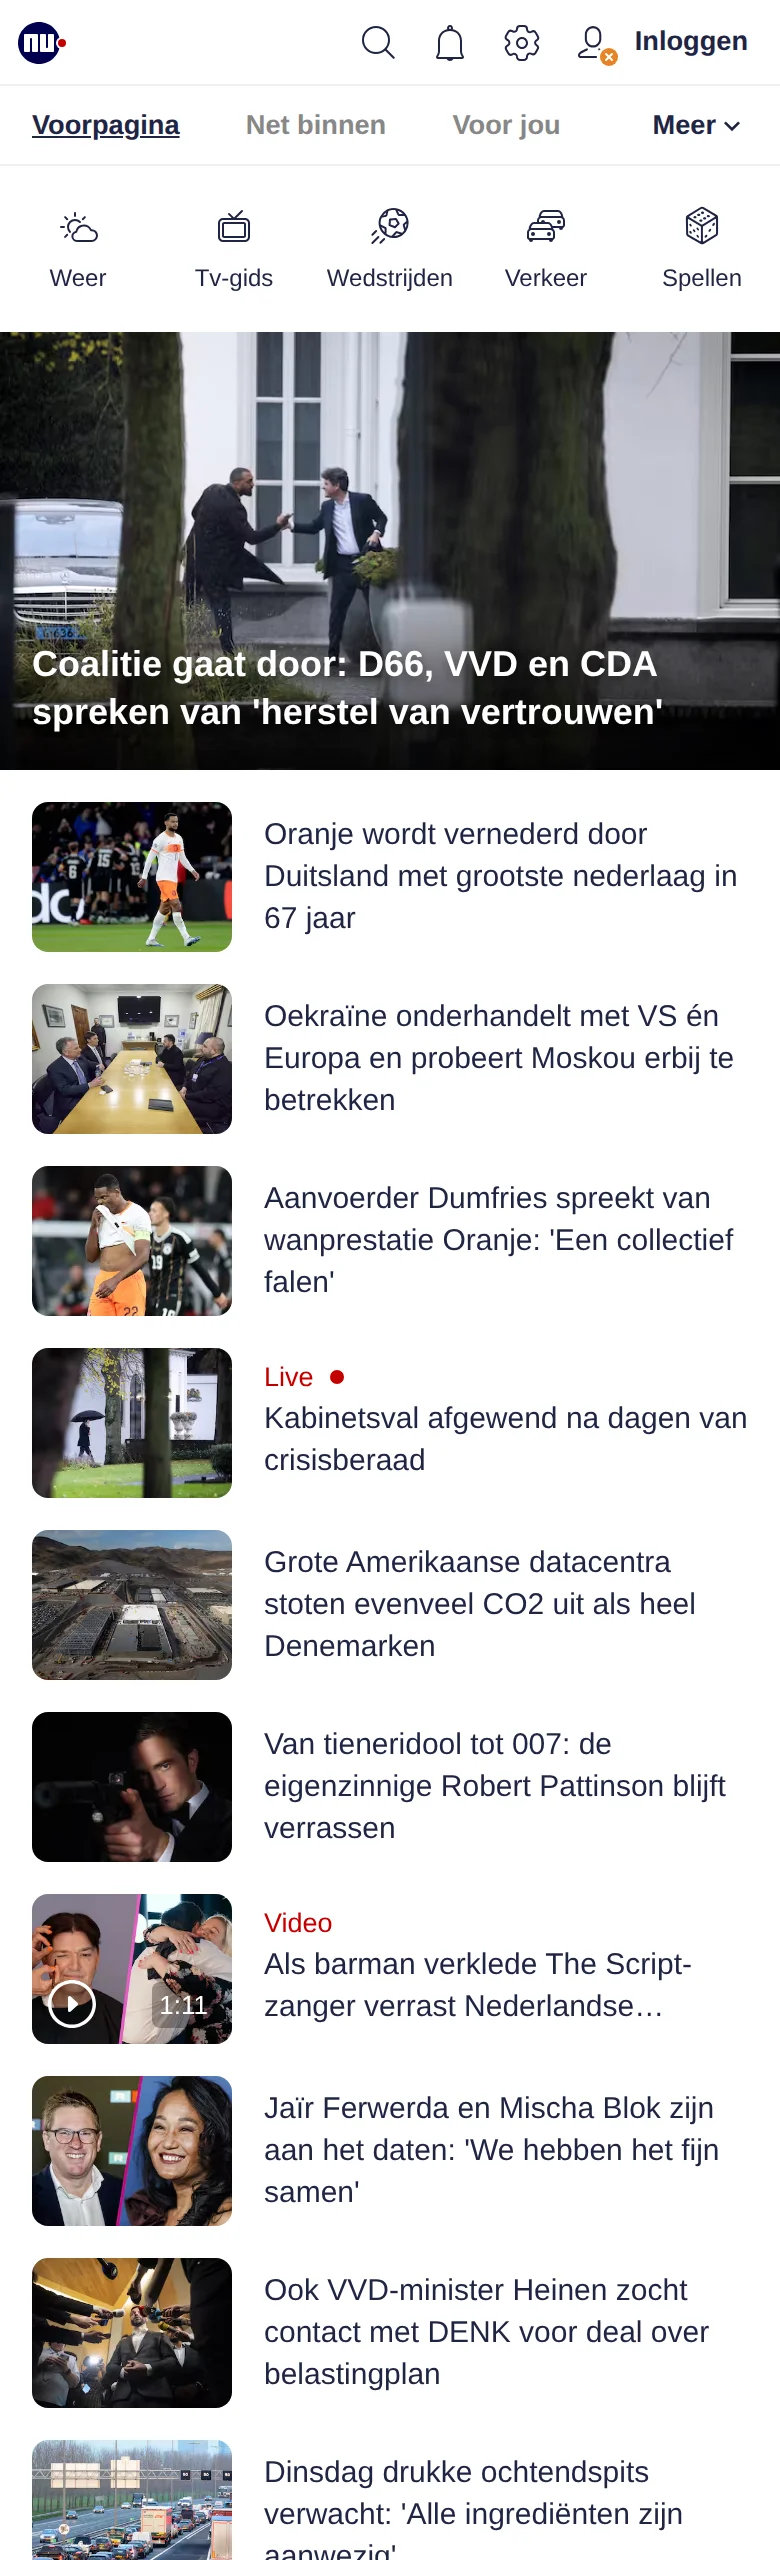 nu
Inloggen
Voorpagina Net binnen Voor jou Meer
Weer Tv-gids Wedstrijden Verkeer Spellen
Coalitie gaat door: D66, VVD en CDA
spreken van 'herstel van vertrouwen'
Oranje wordt vernederd door
Duitsland met grootste nederlaag in
67 jaar
Oekraïne onderhandelt met VS én
Europa en probeert Moskou erbij te
betrekken
Aanvoerder Dumfries spreekt van
wanprestatie Oranje: 'Een collectief
falen'
Live
Kabinetsval afgewend na dagen van
crisisberaad
Grote Amerikaanse datacentra
stoten evenveel CO2 uit als heel
Denemarken
Van tieneridool tot 007: de
eigenzinnige Robert Pattinson blijft
verrassen
1:11
Video
Als barman verklede The Script-
zanger verrast Nederlandse…
Jaïr Ferwerda en Mischa Blok zijn
aan het daten: 'We hebben het fijn
samen'
Ook VVD-minister Heinen zocht
contact met DENK voor deal over
belastingplan
Dinsdag drukke ochtendspits
verwacht: 'Alle ingrediënten zijn
aanwezig'